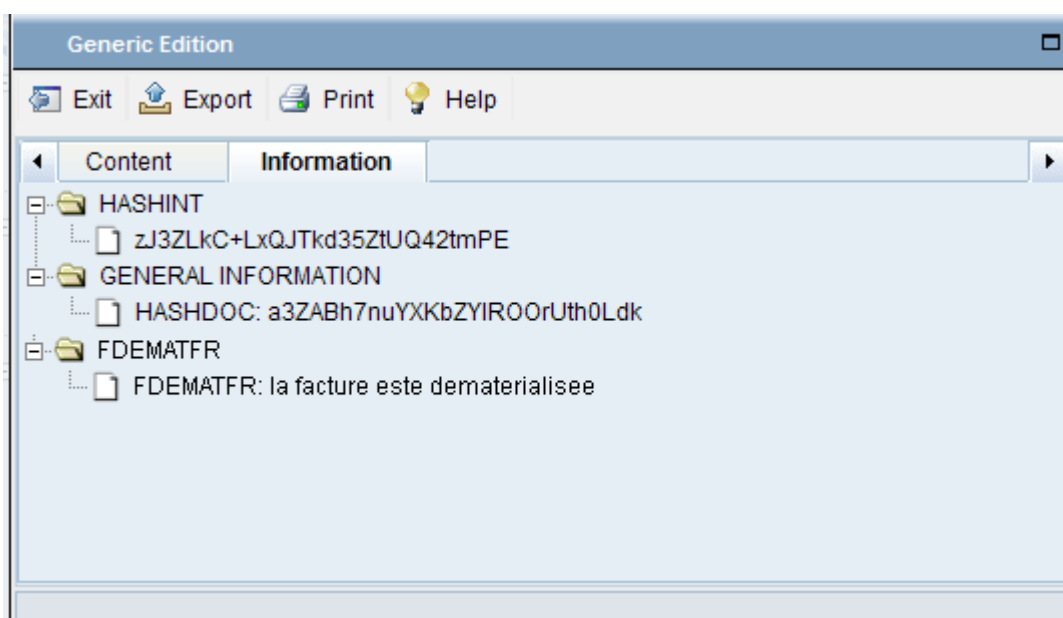 Generic Edition
Exit Export Print Help
Content Information
HASHINT
zJ3ZLkC+LxQJTkd35ZtUQ42tmPE
GENERAL INFORMATION
HASHDOC: a3ZABh7nuYXKbZYIROOrUth0Ldk
FDEMATFR
FDEMATFR: la facture este dematerialisee